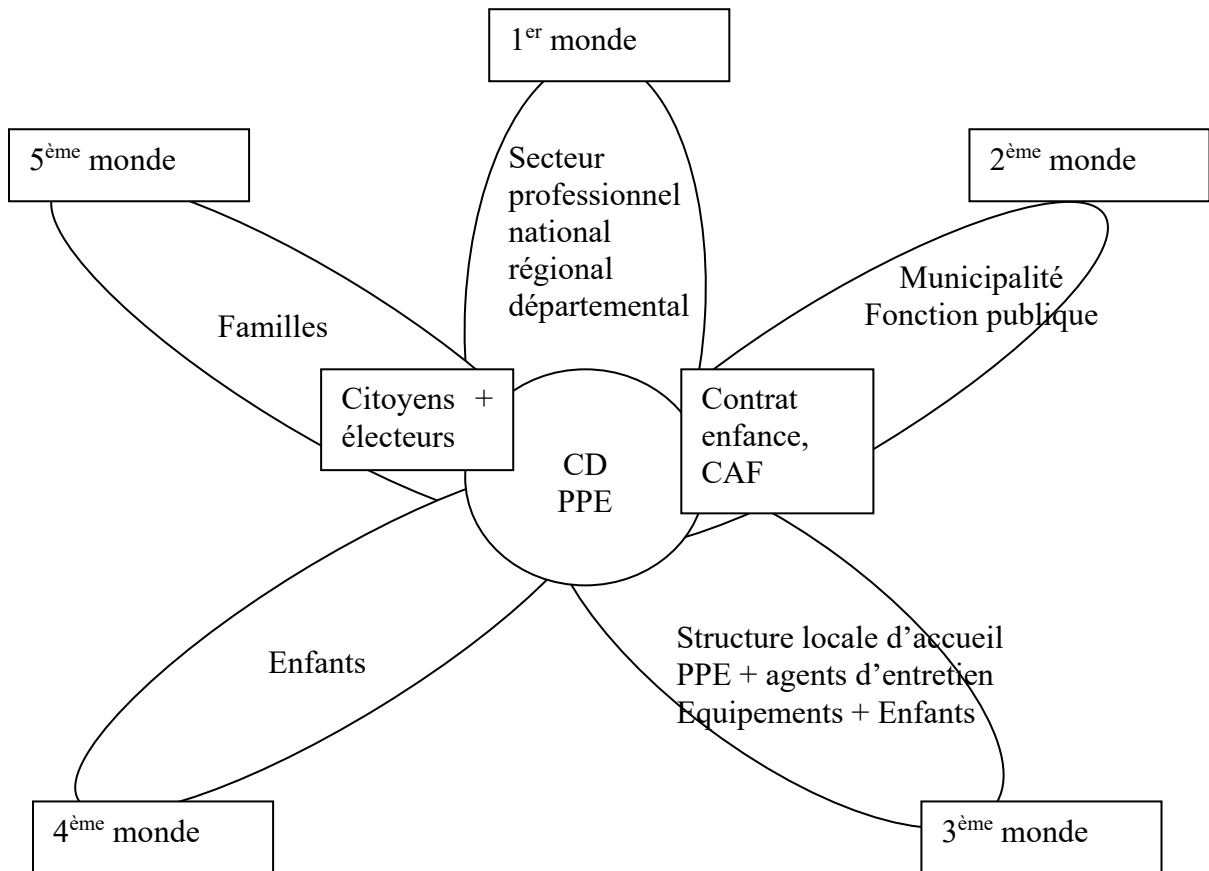 1er monde
5ème monde
2ème monde
Secteur
professionnel
national
régional
départemental
Municipalité
Fonction publique
Familles
Citoyens +
électeurs
Contrat
enfance,
CAF
CD
PPE
Structure locale d’accueil
PPE + agents d’entretien
Equipements + Enfants
Enfants
4ème monde
3ème monde